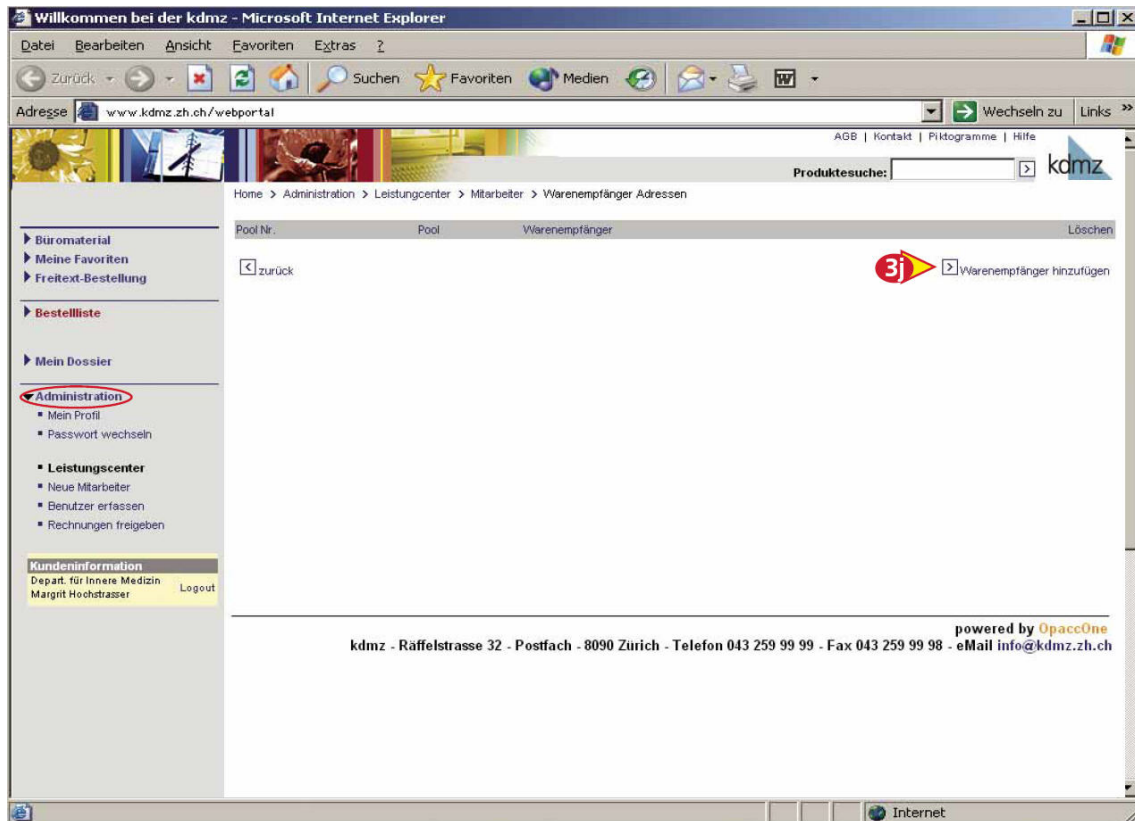 Willkommen bei der kdmz - Microsoft Internet Explorer
Datei Bearbeiten Ansicht Favoriten Extras ?
Zurück Suchen Favoriten Medien
Adresse www.kdmz.zh.ch/webportal Wechseln zu Links »
AGB | Kontakt | Piktogramme | Hilfe
Produktesuche: kdmz
Home > Administration > Leistungcenter > Mitarbeiter > Warenempfänger Adressen
Pool Nr. Pool Warenempfänger Löschen
zurück 3j Warenempfänger hinzufügen
Büromaterial
Meine Favoriten
Freitext-Bestellung
Bestellliste
Mein Dossier
Administration
Mein Profil
Passwort wechseln
Leistungscenter
Neue Mitarbeiter
Benutzer erfassen
Rechnungen freigeben
Kundeninformation
Depart. für Innere Medizin
Margrit Hochstrasser
Logout
powered by OpaccOne
kdmz - Räffelstrasse 32 - Postfach - 8090 Zürich - Telefon 043 259 99 99 - Fax 043 259 99 98 - eMail info@kdmz.zh.ch
Internet